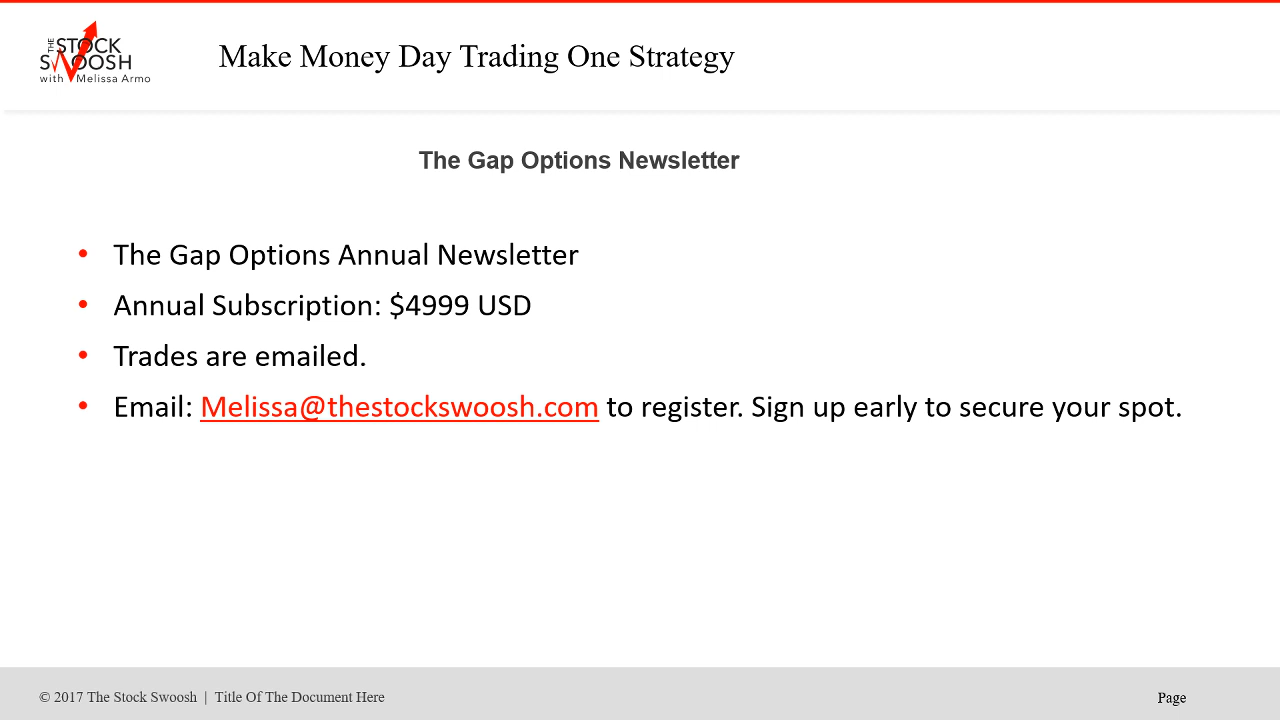 THE STOCK
SWOOSH
with Melissa Armo
Make Money Day Trading One Strategy
The Gap Options Newsletter
• The Gap Options Annual Newsletter
• Annual Subscription: $4999 USD
• Trades are emailed.
• Email: Melissa@thestockswoosh.com to register. Sign up early to secure your spot.
© 2017 The Stock Swoosh | Title Of The Document Here
Page